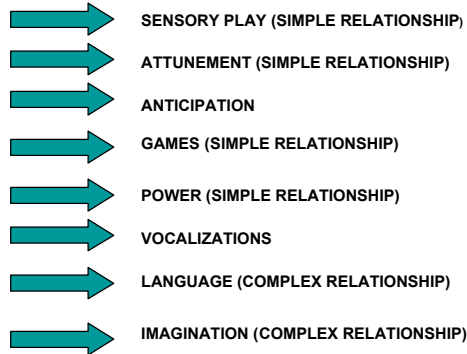 SENSORY PLAY (SIMPLE RELATIONSHIP)
ATTUNEMENT (SIMPLE RELATIONSHIP)
ANTICIPATION
GAMES (SIMPLE RELATIONSHIP)
POWER (SIMPLE RELATIONSHIP)
VOCALIZATIONS
LANGUAGE (COMPLEX RELATIONSHIP)
IMAGINATION (COMPLEX RELATIONSHIP)